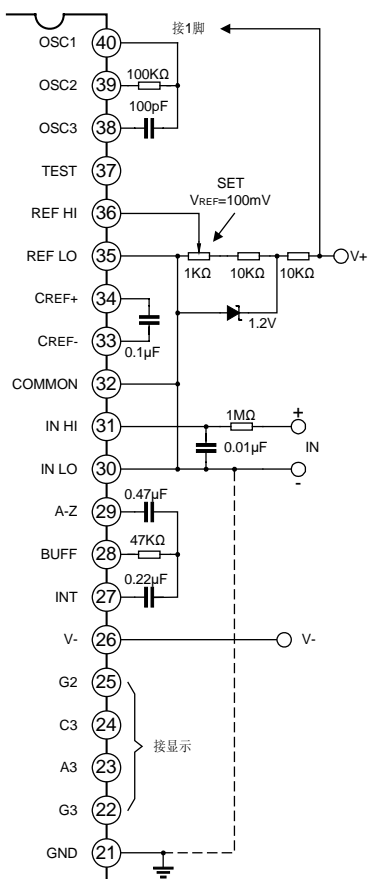 接1脚
OSC1 40
OSC2 39 100KΩ
100pF
OSC3 38
TEST 37
SET
VREF=100mV
REF HI 36
REF LO 35 V+
1KΩ 10KΩ 10KΩ
CREF+ 34
1.2V
CREF- 33 0.1µF
COMMON 32
1MΩ +
IN HI 31
0.01µF IN
IN LO 30 -
0.47µF
A-Z 29
47KΩ
BUFF 28
0.22µF
INT 27
V- 26 V-
G2 25
C3 24
接显示
A3 23
G3 22
GND 21